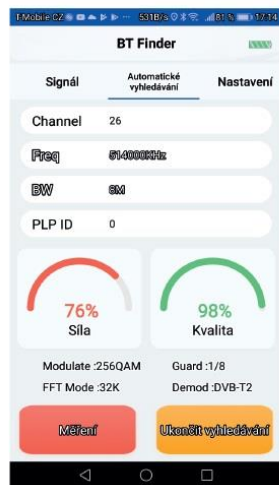 T-Mobile CZ 531B/s 81 % 17:14
BT Finder
Signál
Automatické
vyhledávání
Nastavení
Channel 26
Freq 514000KHz
BW 8M
PLP ID 0
76%
Síla
98%
Kvalita
Modulate :256QAM Guard :1/8
FFT Mode :32K Demod :DVB-T2
Měření
Ukončit vyhledávání